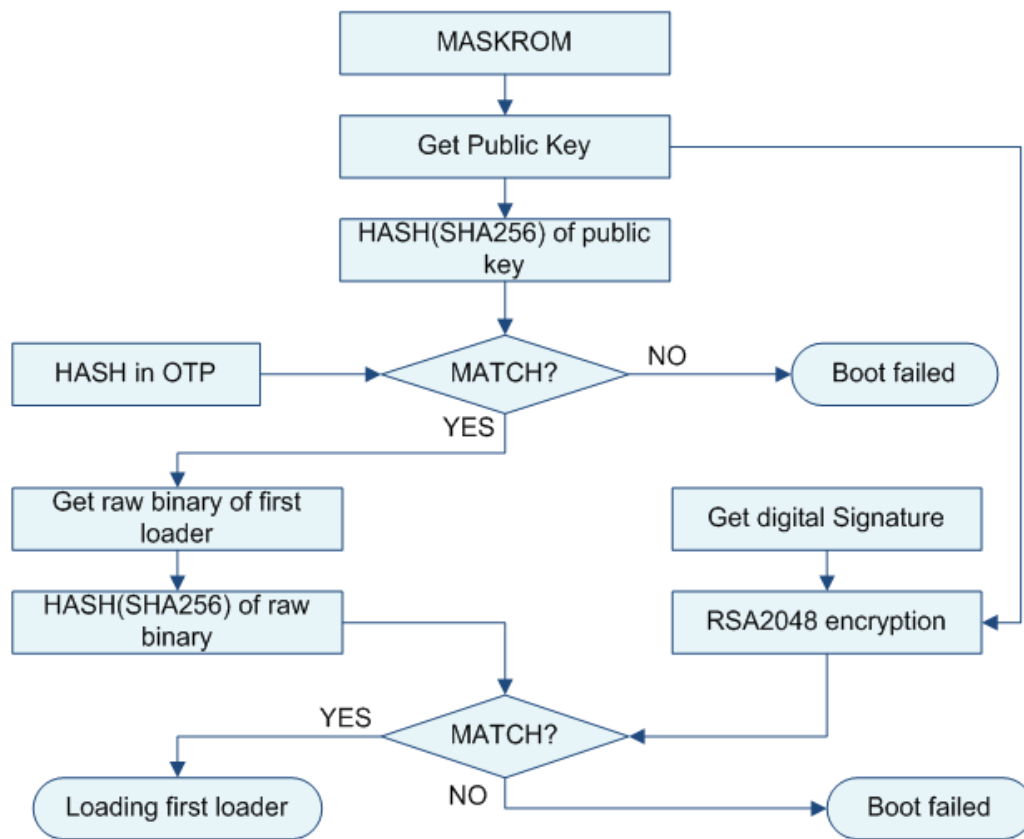 MASKROM
Get Public Key
HASH(SHA256) of public
key
HASH in OTP
MATCH?
NO
Boot failed
YES
Get raw binary of first
loader
Get digital Signature
HASH(SHA256) of raw
binary
RSA2048 encryption
YES
MATCH?
Loading first loader
NO
Boot failed